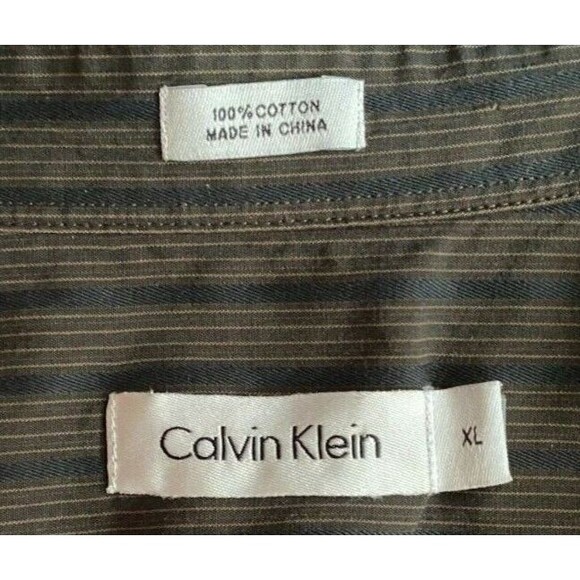 100% COTTON
MADE IN CHINA
Calvin Klein
XL